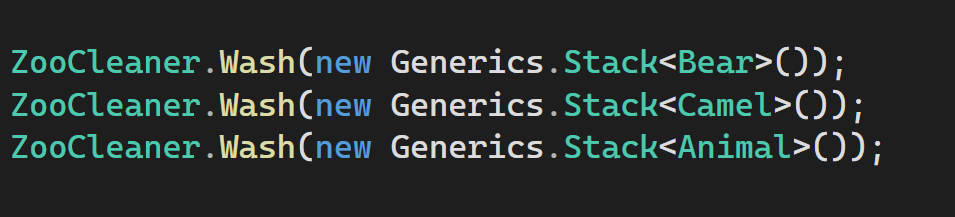 ZooCleaner.Wash(new Generics.Stack<Bear>());
ZooCleaner.Wash(new Generics.Stack<Camel>());
ZooCleaner.Wash(new Generics.Stack<Animal>());